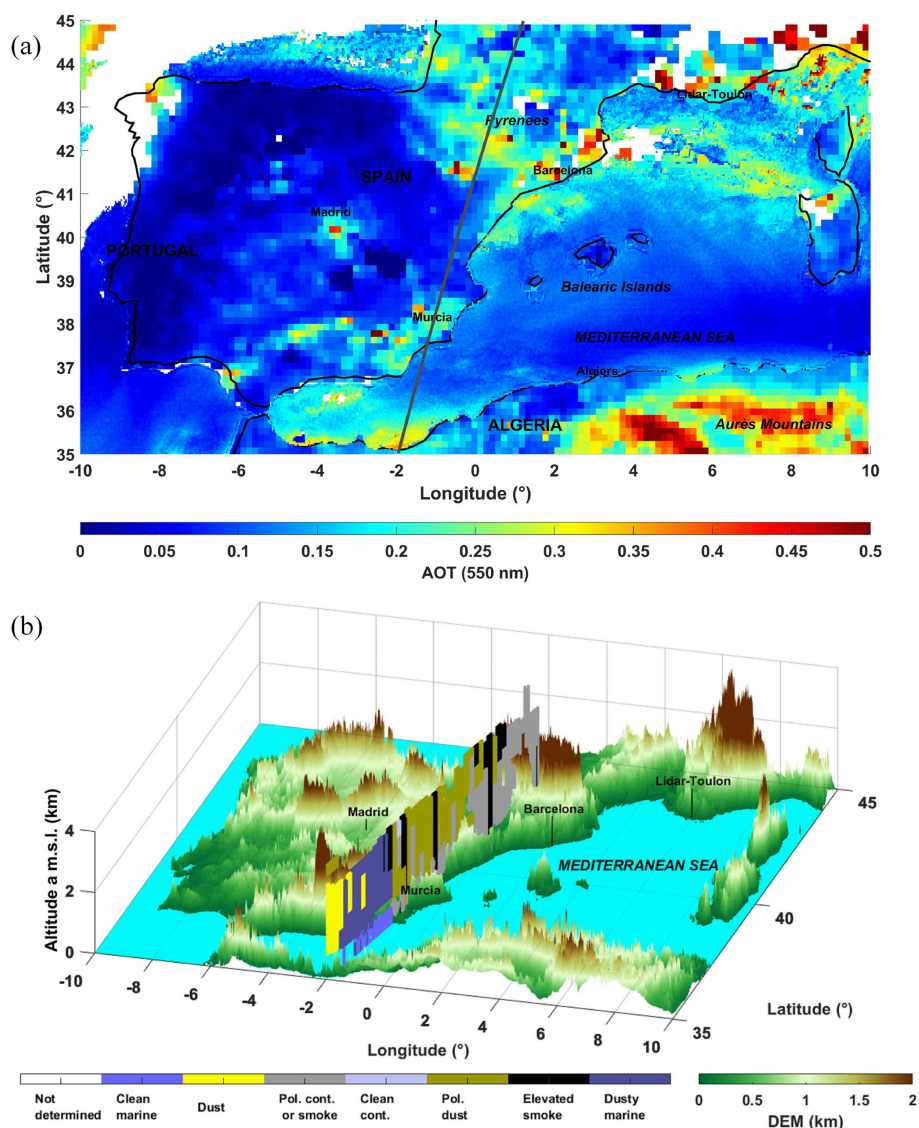 (a)
45
44
43
42
41
40
39
38
37
36
35
Latitude (°)
Lidar-Toulon
Pyrenees
Barcelona
SPAIN
Madrid
PORTUGAL
Balearic Islands
Murcia
MEDITERRANEAN SEA
Algiers
ALGERIA
Aurès Mountains
-10 -8 -6 -4 -2 0 2 4 6 8 10
Longitude (°)
0 0.05 0.1 0.15 0.2 0.25 0.3 0.35 0.4 0.45 0.5
AOT (550 nm)
(b)
Altitude a m.s.l. (km)
4
2
0
Madrid
Lidar-Toulon
Barcelona
MEDITERRANEAN SEA
Murcia
45
40
35
Latitude (°)
-10 -8 -6 -4 -2 0 2 4 6 8 10
Longitude (°)
Not
determined
Clean
marine
Dust
Pol. cont.
or smoke
Clean
cont.
Pol.
dust
Elevated
smoke
Dusty
marine
0 0.5 1 1.5 2
DEM (km)